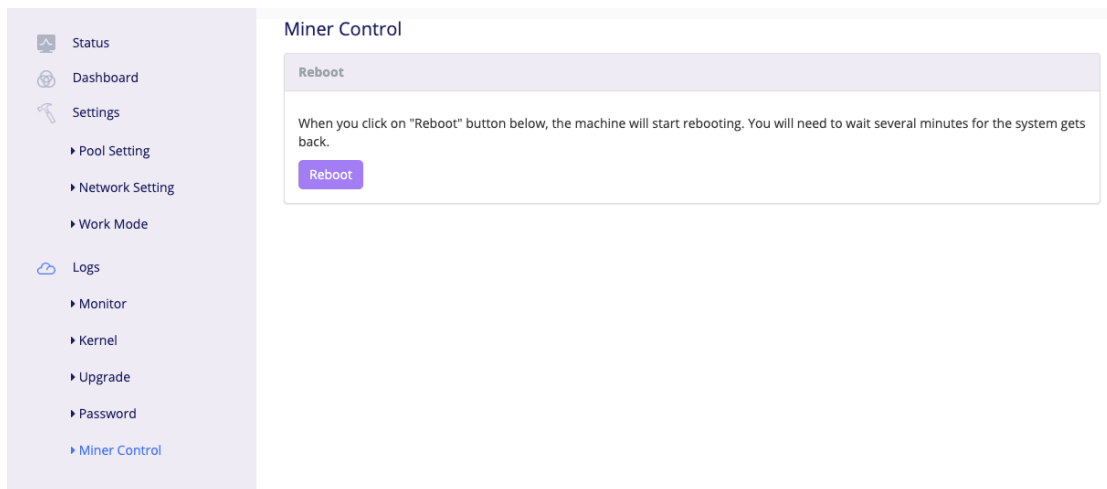 Status
Dashboard
Settings
Pool Setting
Network Setting
Work Mode
Logs
Monitor
Kernel
Upgrade
Password
Miner Control
Miner Control
Reboot
When you click on "Reboot" button below, the machine will start rebooting. You will need to wait several minutes for the system gets
back.
Reboot